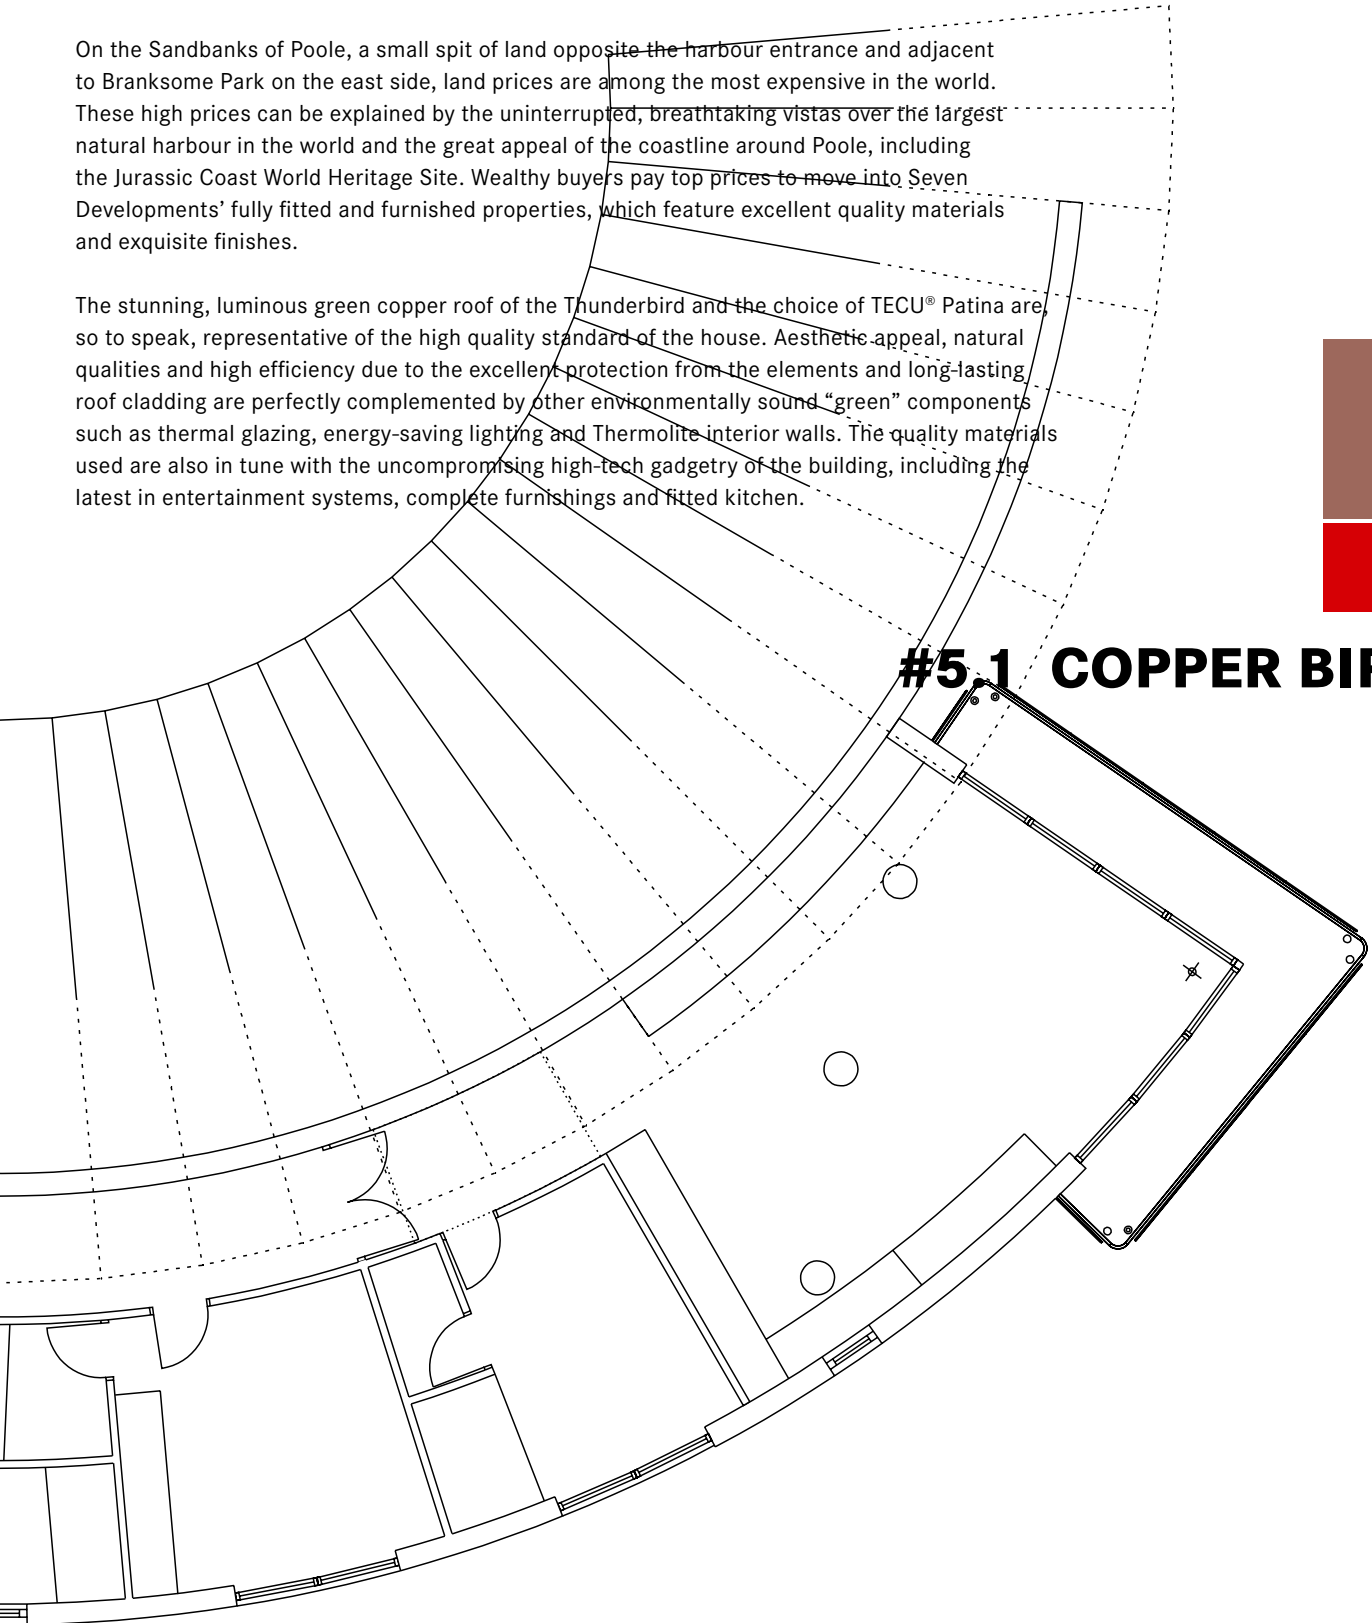 On the Sandbanks of Poole, a small spit of land opposite the harbour entrance and adjacent
to Branksome Park on the east side, land prices are among the most expensive in the world.
These high prices can be explained by the uninterrupted, breathtaking vistas over the largest
natural harbour in the world and the great appeal of the coastline around Poole, including
the Jurassic Coast World Heritage Site. Wealthy buyers pay top prices to move into Seven
Developments’ fully fitted and furnished properties, which feature excellent quality materials
and exquisite finishes.
The stunning, luminous green copper roof of the Thunderbird and the choice of TECU® Patina are,
so to speak, representative of the high quality standard of the house. Aesthetic appeal, natural
qualities and high efficiency due to the excellent protection from the elements and long-lasting
roof cladding are perfectly complemented by other environmentally sound “green” components
such as thermal glazing, energy-saving lighting and Thermolite interior walls. The quality materials
used are also in tune with the uncompromising high-tech gadgetry of the building, including the
latest in entertainment systems, complete furnishings and fitted kitchen.
#5.1 COPPER